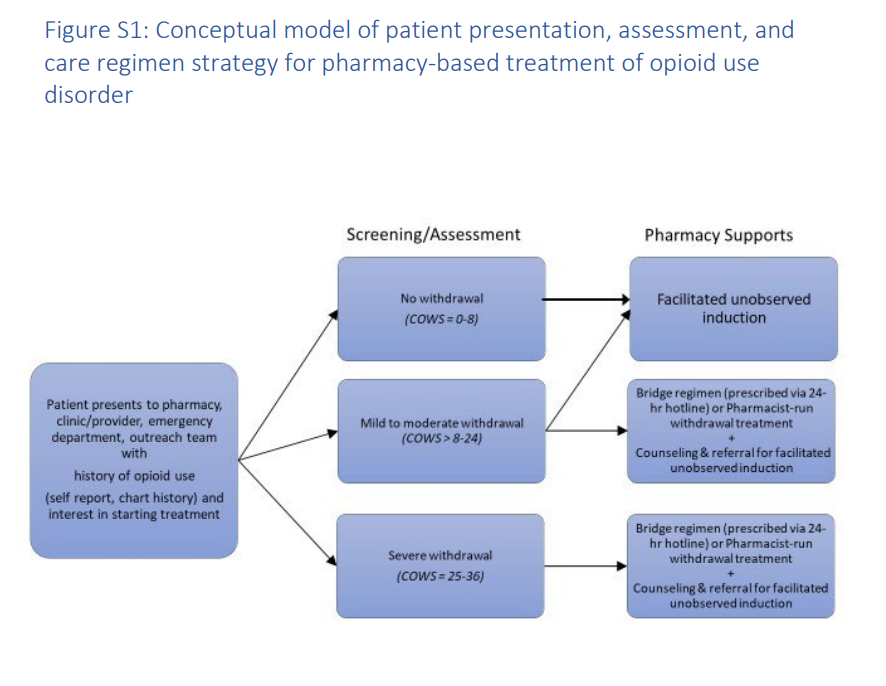 Figure S1: Conceptual model of patient presentation, assessment, and
care regimen strategy for pharmacy-based treatment of opioid use
disorder
Screening/Assessment
Pharmacy Supports
Patient presents to pharmacy,
clinic/provider, emergency
department, outreach team
with
history of opioid use
(self report, chart history) and
interest in starting treatment
No withdrawal
(COWS = 0-8)
Facilitated unobserved
induction
Mild to moderate withdrawal
(COWS > 8-24)
Bridge regimen (prescribed via 24-
hr hotline) or Pharmacist-run
withdrawal treatment
+
Counseling & referral for facilitated
unobserved induction
Severe withdrawal
(COWS = 25-36)
Bridge regimen (prescribed via 24-
hr hotline) or Pharmacist-run
withdrawal treatment
+
Counseling & referral for facilitated
unobserved induction